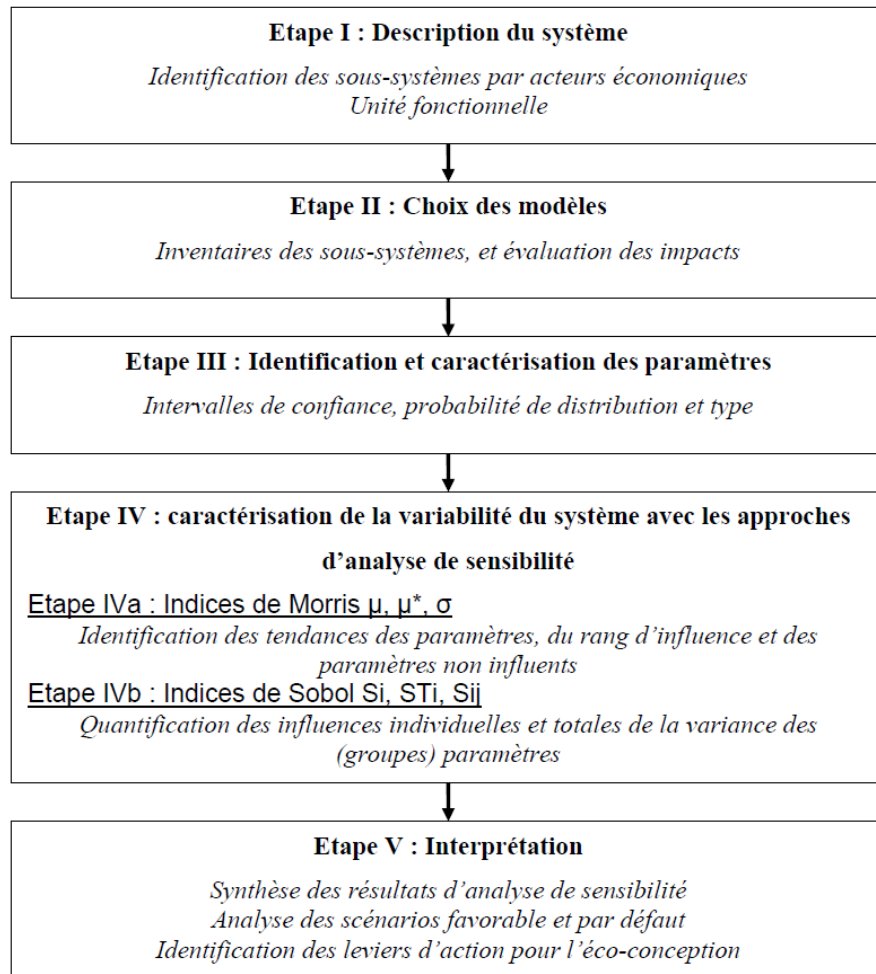 Etape I : Description du système
Identification des sous-systèmes par acteurs économiques
Unité fonctionnelle
Etape II : Choix des modèles
Inventaires des sous-systèmes, et évaluation des impacts
Etape III : Identification et caractérisation des paramètres
Intervalles de confiance, probabilité de distribution et type
Etape IV : caractérisation de la variabilité du système avec les approches
d’analyse de sensibilité
Etape IVa : Indices de Morris μ, μ*, σ
Identification des tendances des paramètres, du rang d’influence et des
paramètres non influents
Etape IVb : Indices de Sobol Si, STi, Sij
Quantification des influences individuelles et totales de la variance des
(groupes) paramètres
Etape V : Interprétation
Synthèse des résultats d’analyse de sensibilité
Analyse des scénarios favorable et par défaut
Identification des leviers d’action pour l’éco-conception